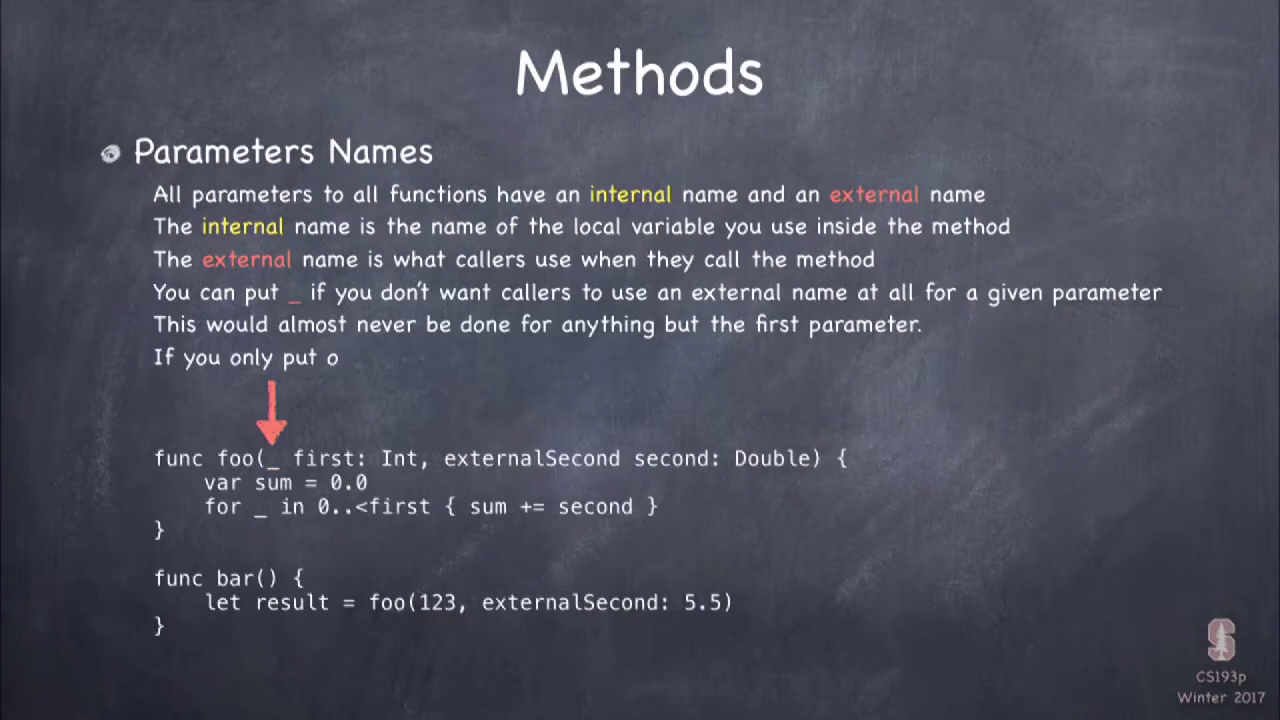 Methods
Parameters Names
All parameters to all functions have an internal name and an external name
The internal name is the name of the local variable you use inside the method
The external name is what callers use when they call the method
You can put _ if you don't want callers to use an external name at all for a given parameter
This would almost never be done for anything but the first parameter.
If you only put o
func foo(_ first: Int, externalSecond second: Double) {
    var sum = 0.0
    for _ in 0..<first { sum += second }
}
func bar() {
    let result = foo(123, externalSecond: 5.5)
}
S
CS193p
Winter 2017